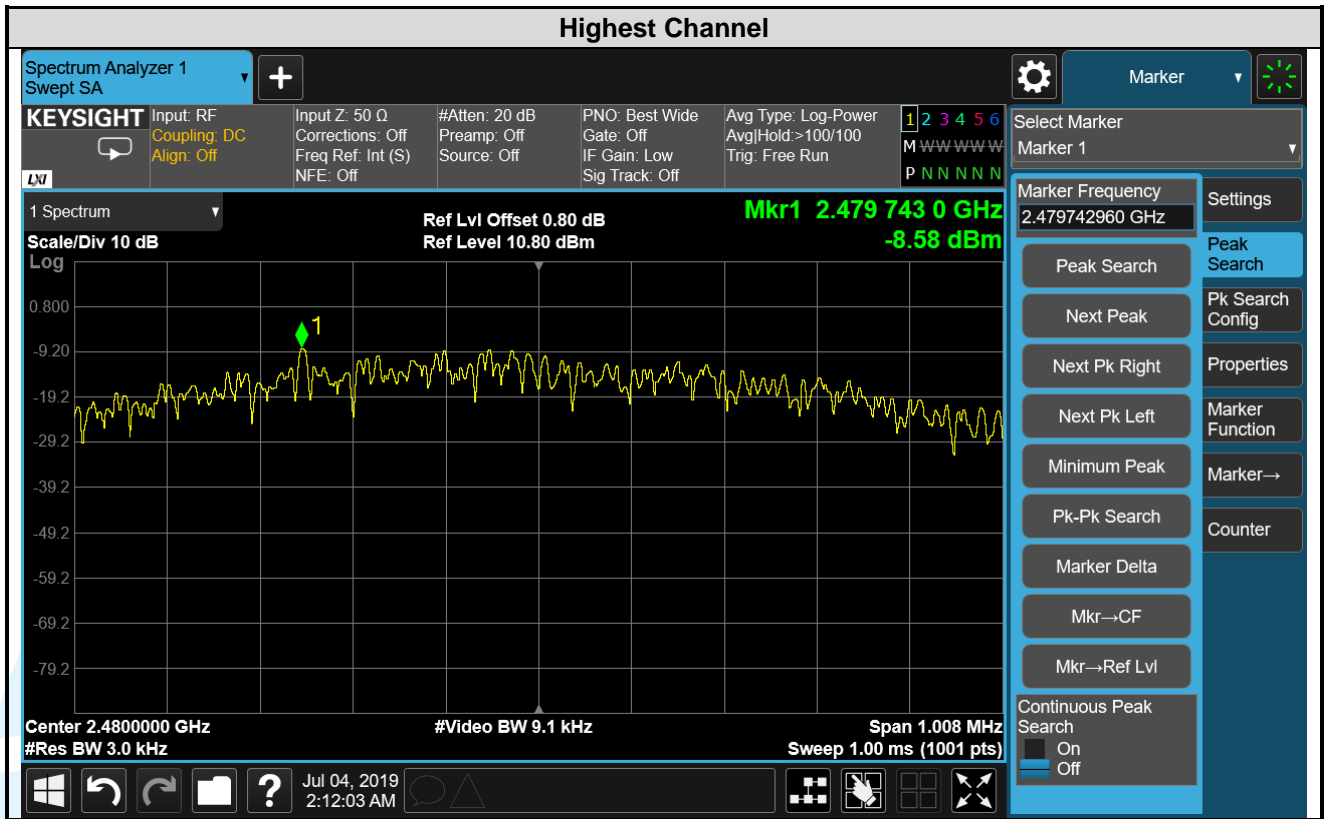 Highest Channel
Spectrum Analyzer 1
Swept SA
Marker
KEYSIGHT
Input: RF
Coupling: DC
Align: Off
LXI
Input Z: 50 Ω
Corrections: Off
Freq Ref: Int (S)
NFE: Off
#Atten: 20 dB
Preamp: Off
Source: Off
PNO: Best Wide
Gate: Off
IF Gain: Low
Sig Track: Off
Avg Type: Log-Power
Avg|Hold:>100/100
Trig: Free Run
1 2 3 4 5 6
M W W W W W
P N N N N N
Select Marker
Marker 1
1 Spectrum
Scale/Div 10 dB
Log
Ref Lvl Offset 0.80 dB
Ref Level 10.80 dBm
Mkr1 2.479 743 0 GHz
-8.58 dBm
0.800
-9.20
-19.2
-29.2
-39.2
-49.2
-59.2
-69.2
-79.2
1
Center 2.4800000 GHz
#Res BW 3.0 kHz
#Video BW 9.1 kHz
Span 1.008 MHz
Sweep 1.00 ms (1001 pts)
Marker Frequency
2.479742960 GHz
Peak Search
Next Peak
Next Pk Right
Next Pk Left
Minimum Peak
Pk-Pk Search
Marker Delta
Mkr→CF
Mkr→Ref Lvl
Continuous Peak
Search
On
Off
Settings
Peak
Search
Pk Search
Config
Properties
Marker
Function
Marker→
Counter
?
Jul 04, 2019
2:12:03 AM